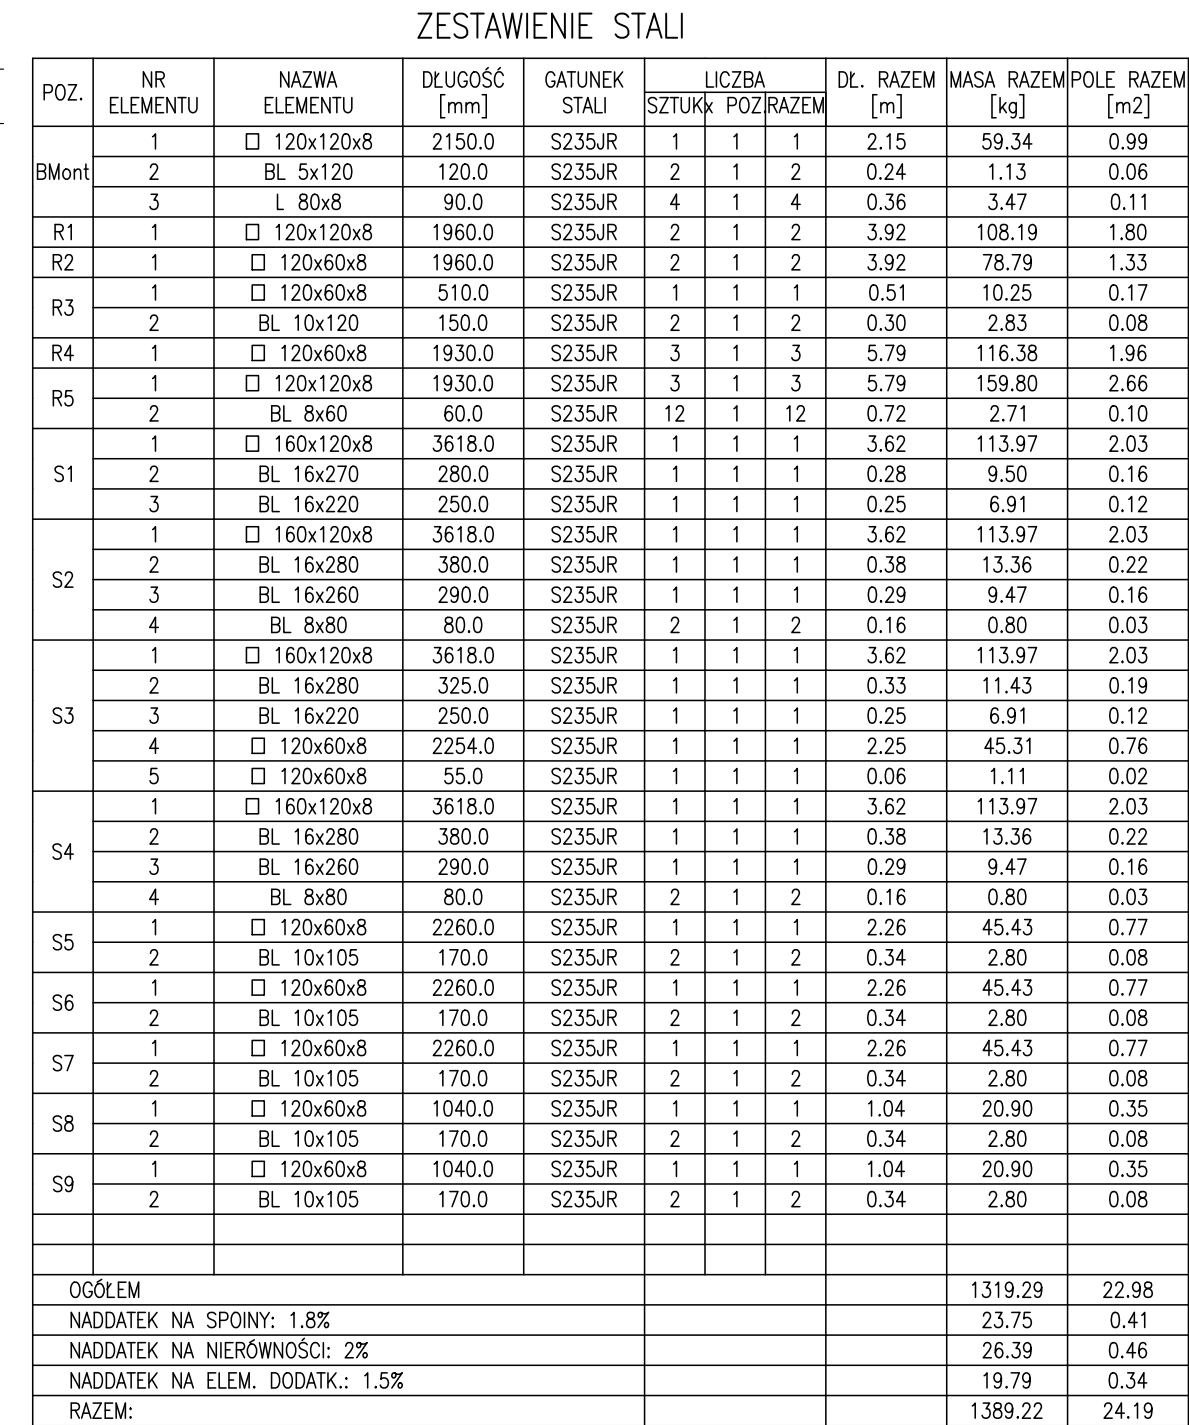 ZESTAWIENIE STALI
POZ. NR ELEMENTU NAZWA ELEMENTU DŁUGOŚĆ [mm] GATUNEK STALI LICZBA SZTUK x POZ. RAZEM DŁ. RAZEM [m] MASA RAZEM [kg] POLE RAZEM [m2]
BMont 1 □ 120x120x8 2150.0 S235JR 1 1 1 2.15 59.34 0.99
2 BL 5x120 120.0 S235JR 2 1 2 0.24 1.13 0.06
3 L 80x8 90.0 S235JR 4 1 4 0.36 3.47 0.11
R1 1 □ 120x120x8 1960.0 S235JR 2 1 2 3.92 108.19 1.80
R2 1 □ 120x60x8 1960.0 S235JR 2 1 2 3.92 78.79 1.33
R3 1 □ 120x60x8 510.0 S235JR 1 1 1 0.51 10.25 0.17
2 BL 10x120 150.0 S235JR 2 1 2 0.30 2.83 0.08
R4 1 □ 120x60x8 1930.0 S235JR 3 1 3 5.79 116.38 1.96
R5 1 □ 120x120x8 1930.0 S235JR 3 1 3 5.79 159.80 2.66
2 BL 8x60 60.0 S235JR 12 1 12 0.72 2.71 0.10
S1 1 □ 160x120x8 3618.0 S235JR 1 1 1 3.62 113.97 2.03
2 BL 16x270 280.0 S235JR 1 1 1 0.28 9.50 0.16
3 BL 16x220 250.0 S235JR 1 1 1 0.25 6.91 0.12
S2 1 □ 160x120x8 3618.0 S235JR 1 1 1 3.62 113.97 2.03
2 BL 16x280 380.0 S235JR 1 1 1 0.38 13.36 0.22
3 BL 16x260 290.0 S235JR 1 1 1 0.29 9.47 0.16
4 BL 8x80 80.0 S235JR 2 1 2 0.16 0.80 0.03
S3 1 □ 160x120x8 3618.0 S235JR 1 1 1 3.62 113.97 2.03
2 BL 16x280 325.0 S235JR 1 1 1 0.33 11.43 0.19
3 BL 16x220 250.0 S235JR 1 1 1 0.25 6.91 0.12
4 □ 120x60x8 2254.0 S235JR 1 1 1 2.25 45.31 0.76
5 □ 120x60x8 55.0 S235JR 1 1 1 0.06 1.11 0.02
S4 1 □ 160x120x8 3618.0 S235JR 1 1 1 3.62 113.97 2.03
2 BL 16x280 380.0 S235JR 1 1 1 0.38 13.36 0.22
3 BL 16x260 290.0 S235JR 1 1 1 0.29 9.47 0.16
4 BL 8x80 80.0 S235JR 2 1 2 0.16 0.80 0.03
S5 1 □ 120x60x8 2260.0 S235JR 1 1 1 2.26 45.43 0.77
2 BL 10x105 170.0 S235JR 2 1 2 0.34 2.80 0.08
S6 1 □ 120x60x8 2260.0 S235JR 1 1 1 2.26 45.43 0.77
2 BL 10x105 170.0 S235JR 2 1 2 0.34 2.80 0.08
S7 1 □ 120x60x8 2260.0 S235JR 1 1 1 2.26 45.43 0.77
2 BL 10x105 170.0 S235JR 2 1 2 0.34 2.80 0.08
S8 1 □ 120x60x8 1040.0 S235JR 1 1 1 1.04 20.90 0.35
2 BL 10x105 170.0 S235JR 2 1 2 0.34 2.80 0.08
S9 1 □ 120x60x8 1040.0 S235JR 1 1 1 1.04 20.90 0.35
2 BL 10x105 170.0 S235JR 2 1 2 0.34 2.80 0.08
OGÓŁEM 1319.29 22.98
NADDATEK NA SPOINY: 1.8% 23.75 0.41
NADDATEK NA NIERÓWNOŚCI: 2% 26.39 0.46
NADDATEK NA ELEM. DODATK.: 1.5% 19.79 0.34
RAZEM: 1389.22 24.19